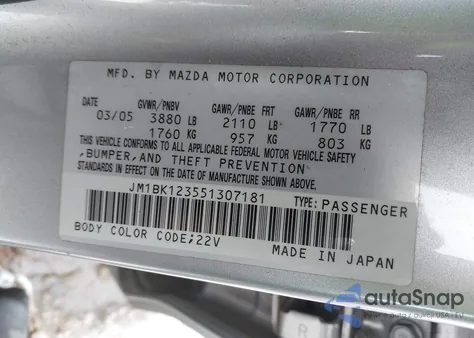 MFD. BY MAZDA MOTOR CORPORATION
DATE GVWR/PNBV GAWR/PNBE FRT GAWR/PNBE RR
03/05 3880 LB 2110 LB 1770 LB
1760 KG 957 KG 803 KG
THIS VEHICLE CONFORMS TO ALL APPLICABLE FEDERAL MOTOR VEHICLE SAFETY
,BUMPER,AND THEFT PREVENTION
STANDARDS IN EFFECT ON THE DATE OF MANUFACTURE SHOWN ABOVE.
JM1BK123551307181 TYPE: PASSENGER
BODY COLOR CODE;22V MADE IN JAPAN
R
autoSnap